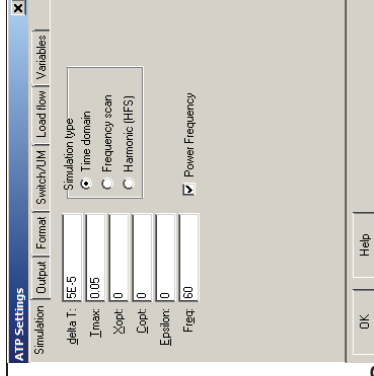 ATP Settings
Simulation Output Format Switch/UM Load flow Variables
delta T: 5E-5
Tmax: 0.05
Xopt: 0
Copt: 0
Epsilon: 0
Freq: 60
Simulation type
Time domain
Frequency scan
Harmonic (HFS)
Power Frequency
OK Help